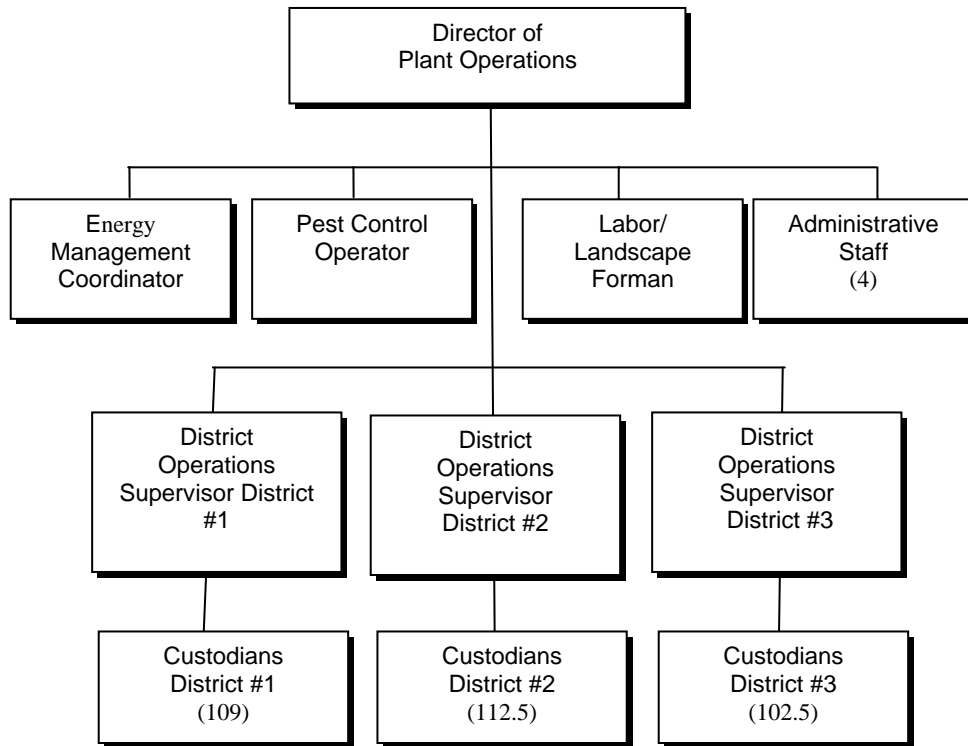 Director of
Plant Operations
Energy
Management
Coordinator
Pest Control
Operator
Labor/
Landscape
Forman
Administrative
Staff
(4)
District
Operations
Supervisor District
#1
District
Operations
Supervisor
District #2
District
Operations
Supervisor
District #3
Custodians
District #1
(109)
Custodians
District #2
(112.5)
Custodians
District #3
(102.5)